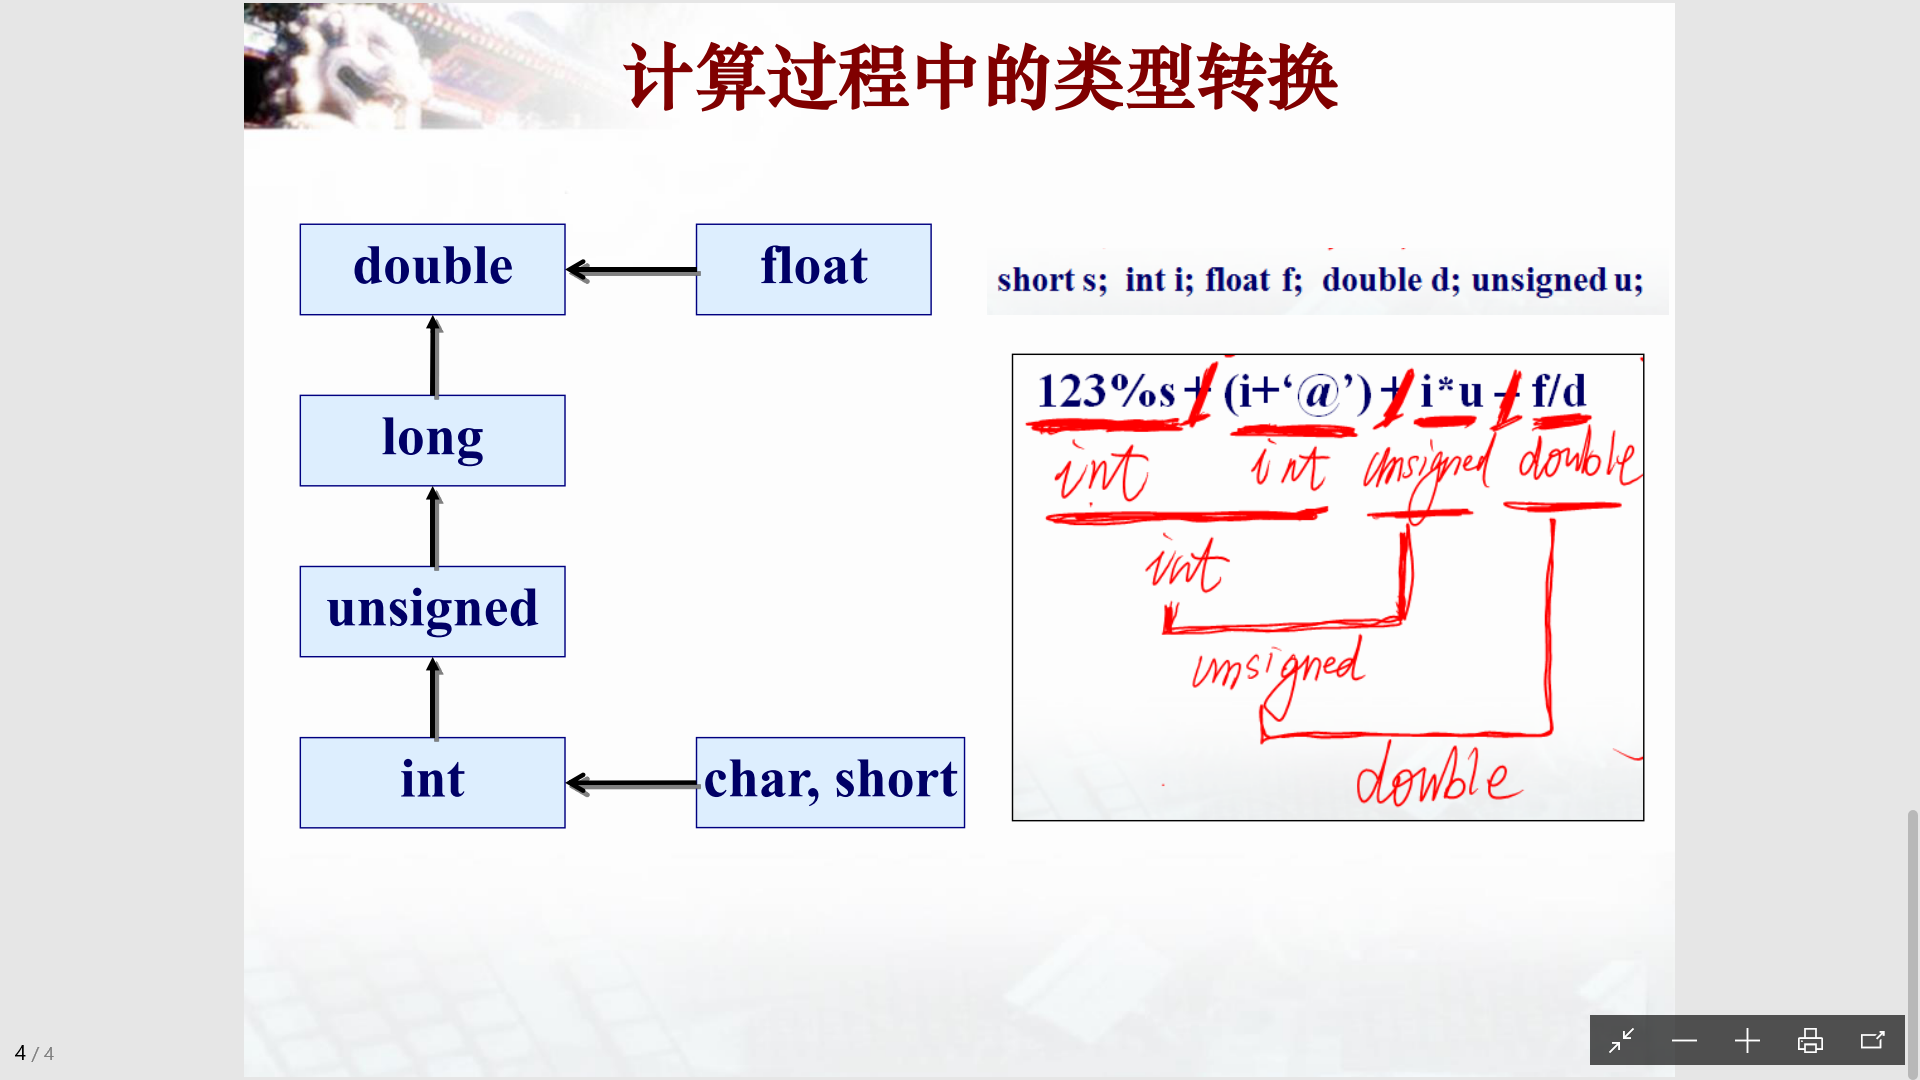 计算过程中的类型转换
double
float
short s; int i; float f; double d; unsigned u;
123%s + (i+‘@’) + i*u – f/d
int int unsigned double
long
int
unsigned
unsigned
double
int
char, short
4 / 4